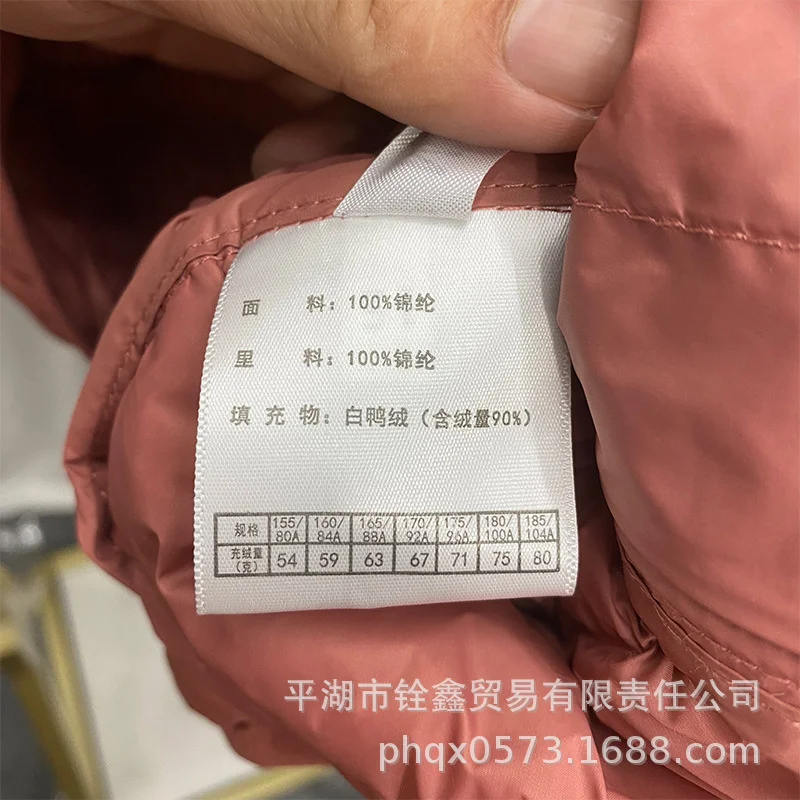 面 料：100%锦纶
里 料：100%锦纶
填 充 物：白鸭绒（含绒量90%）
规格 155/80A 160/84A 165/88A 170/92A 175/96A 180/100A 185/104A
充绒量（克） 54 59 63 67 71 75 80
平湖市铨鑫贸易有限责任公司
phqx0573.1688.com